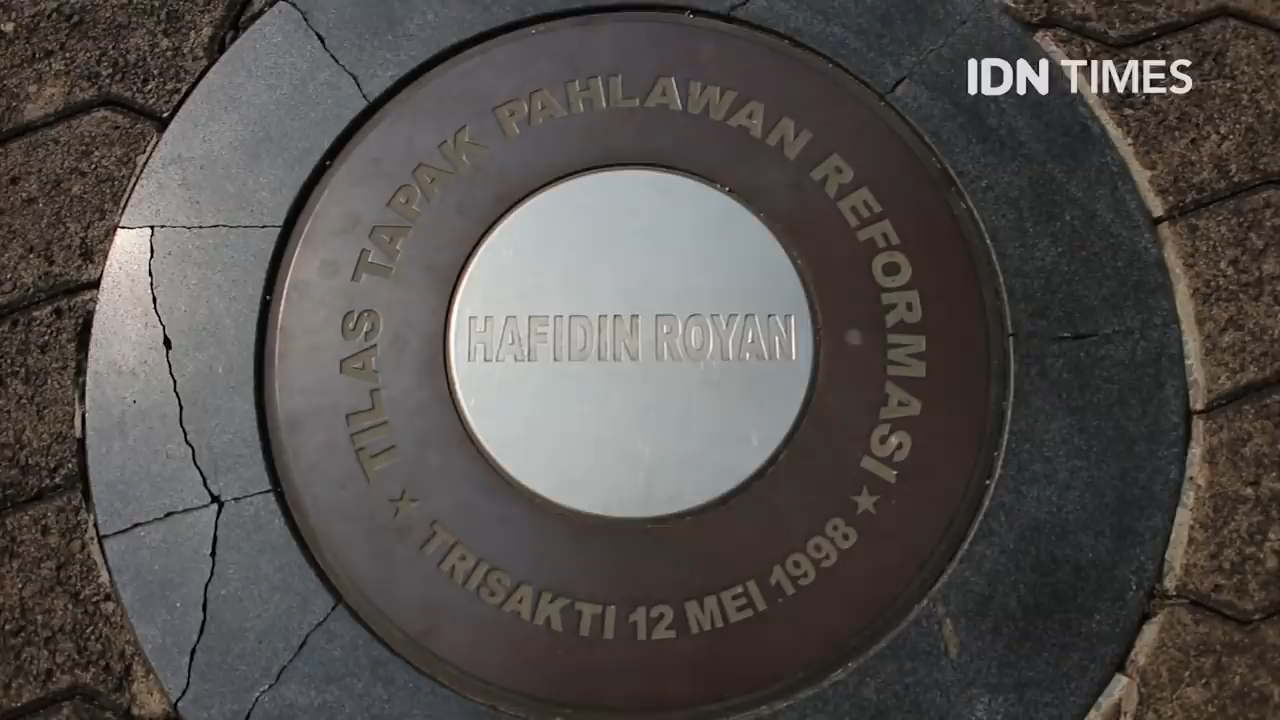 IDN TIMES
TILAS TAPAK PAHLAWAN REFORMASI
HAFIDIN ROYAN
★ TRISAKTI 12 MEI 1998 ★